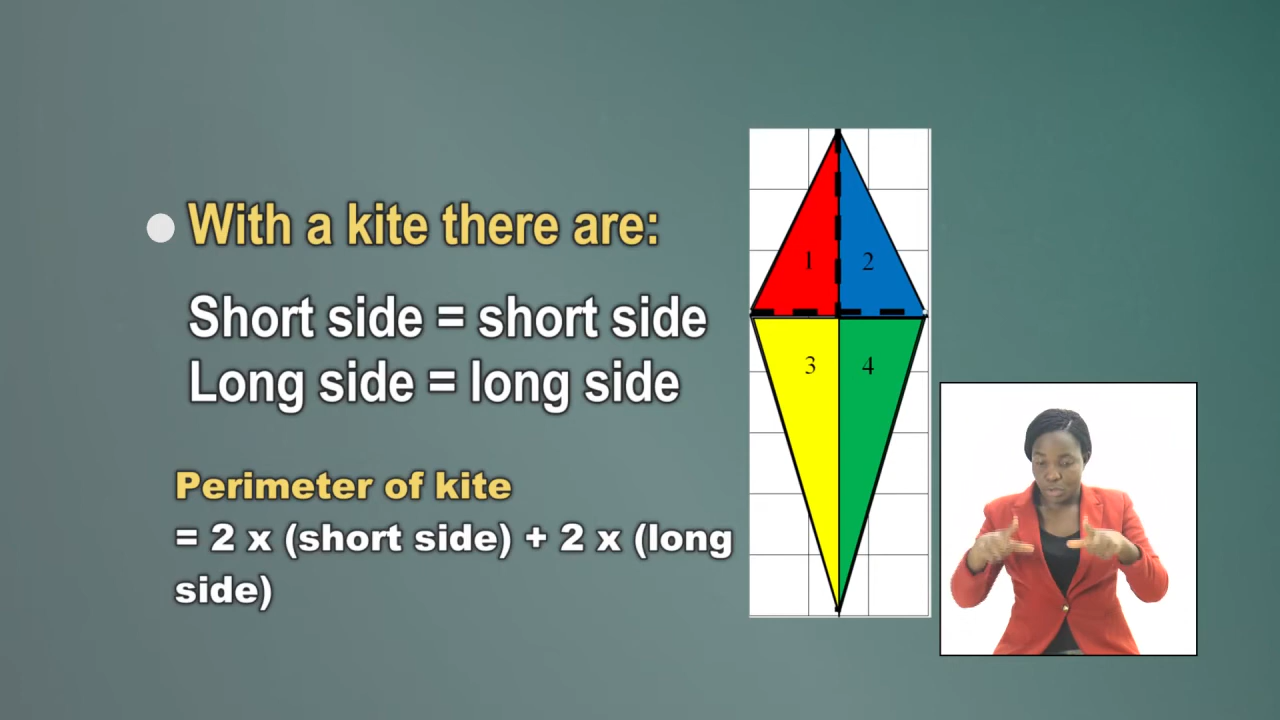 With a kite there are:
Short side = short side
Long side = long side
Perimeter of kite
= 2 x (short side) + 2 x (long
side)
1 2
3 4